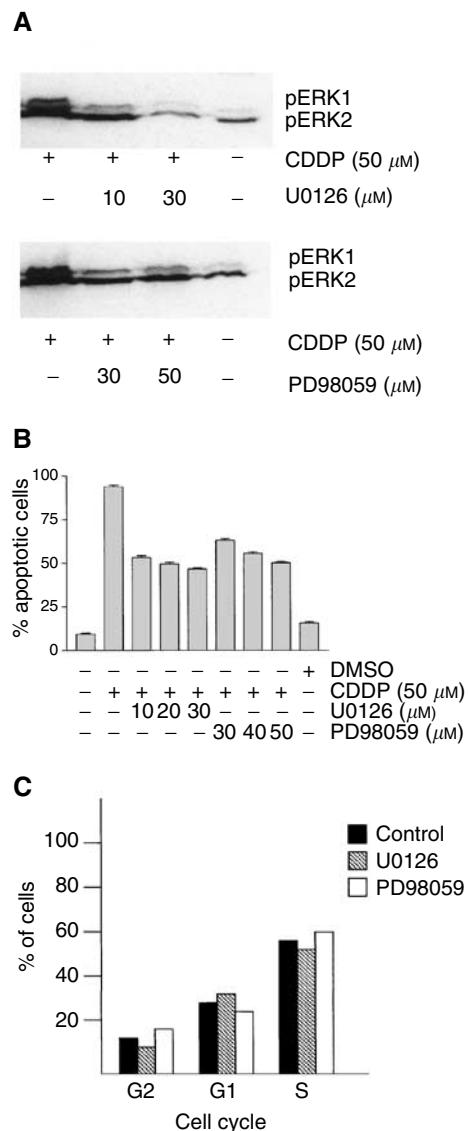 A
pERK1
pERK2
+ + + – CDDP (50 µM)
– 10 30 – U0126 (µM)
pERK1
pERK2
+ + + – CDDP (50 µM)
– 30 50 – PD98059 (µM)
B
% apoptotic cells
100
75
50
25
0
– – – – – – – – + DMSO
– + + + + + + + – CDDP (50 µM)
– – 10 20 30 – – – – U0126 (µM)
– – – – – 30 40 50 – PD98059 (µM)
C
% of cells
100
80
60
40
20
Control
U0126
PD98059
G2 G1 S
Cell cycle